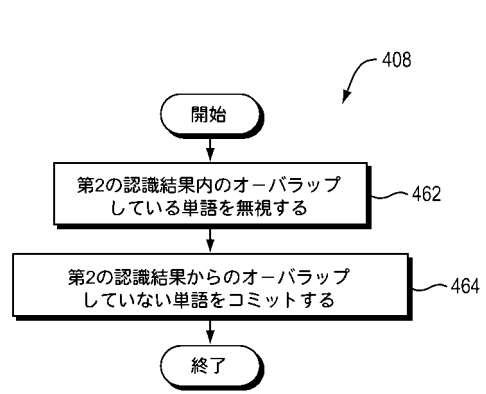 408
開始
第2の認識結果内のオーバラップ
している単語を無視する
462
第2の認識結果からのオーバラップ
していない単語をコミットする
464
終了